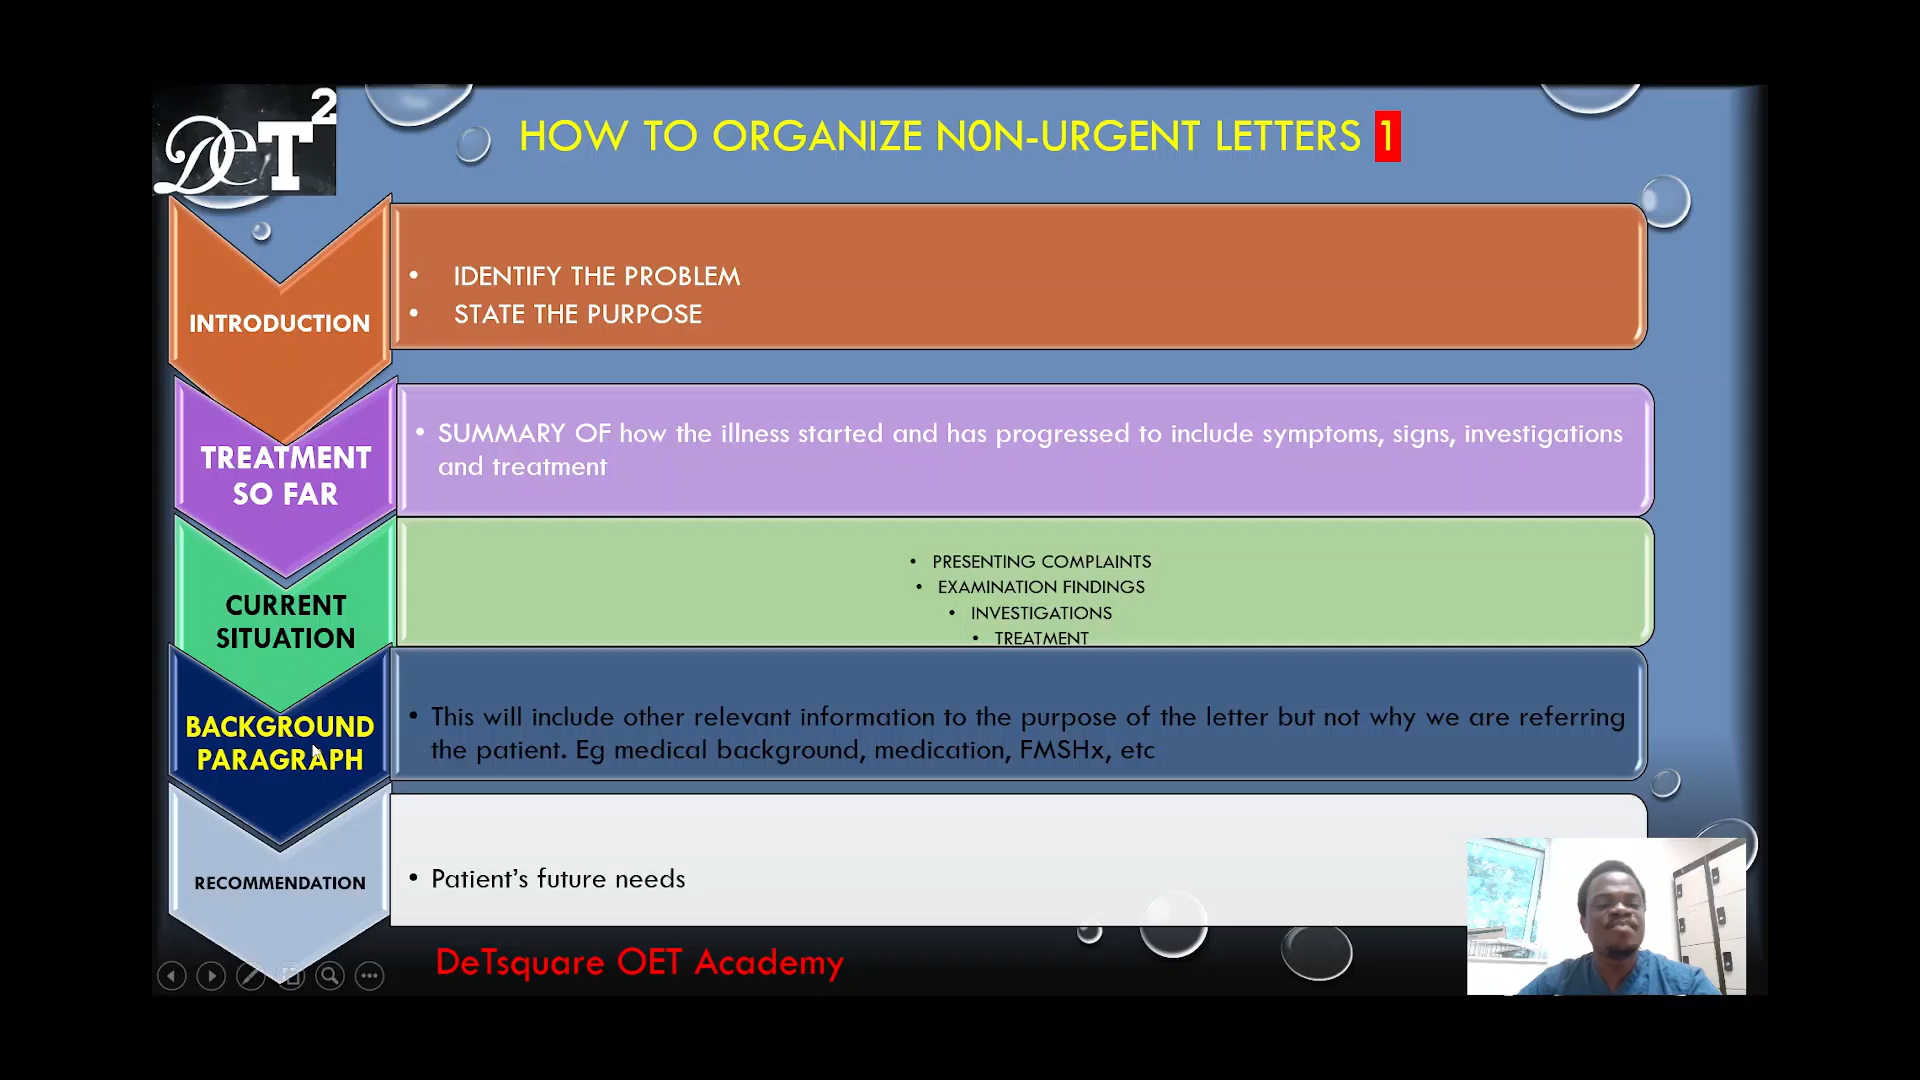 DeT2
HOW TO ORGANIZE N0N-URGENT LETTERS 1
INTRODUCTION
• IDENTIFY THE PROBLEM
• STATE THE PURPOSE
TREATMENT
SO FAR
• SUMMARY OF how the illness started and has progressed to include symptoms, signs, investigations
and treatment
CURRENT
SITUATION
• PRESENTING COMPLAINTS
• EXAMINATION FINDINGS
• INVESTIGATIONS
• TREATMENT
BACKGROUND
PARAGRAPH
• This will include other relevant information to the purpose of the letter but not why we are referring
the patient. Eg medical background, medication, FMSHx, etc
RECOMMENDATION
• Patient’s future needs
DeTsquare OET Academy